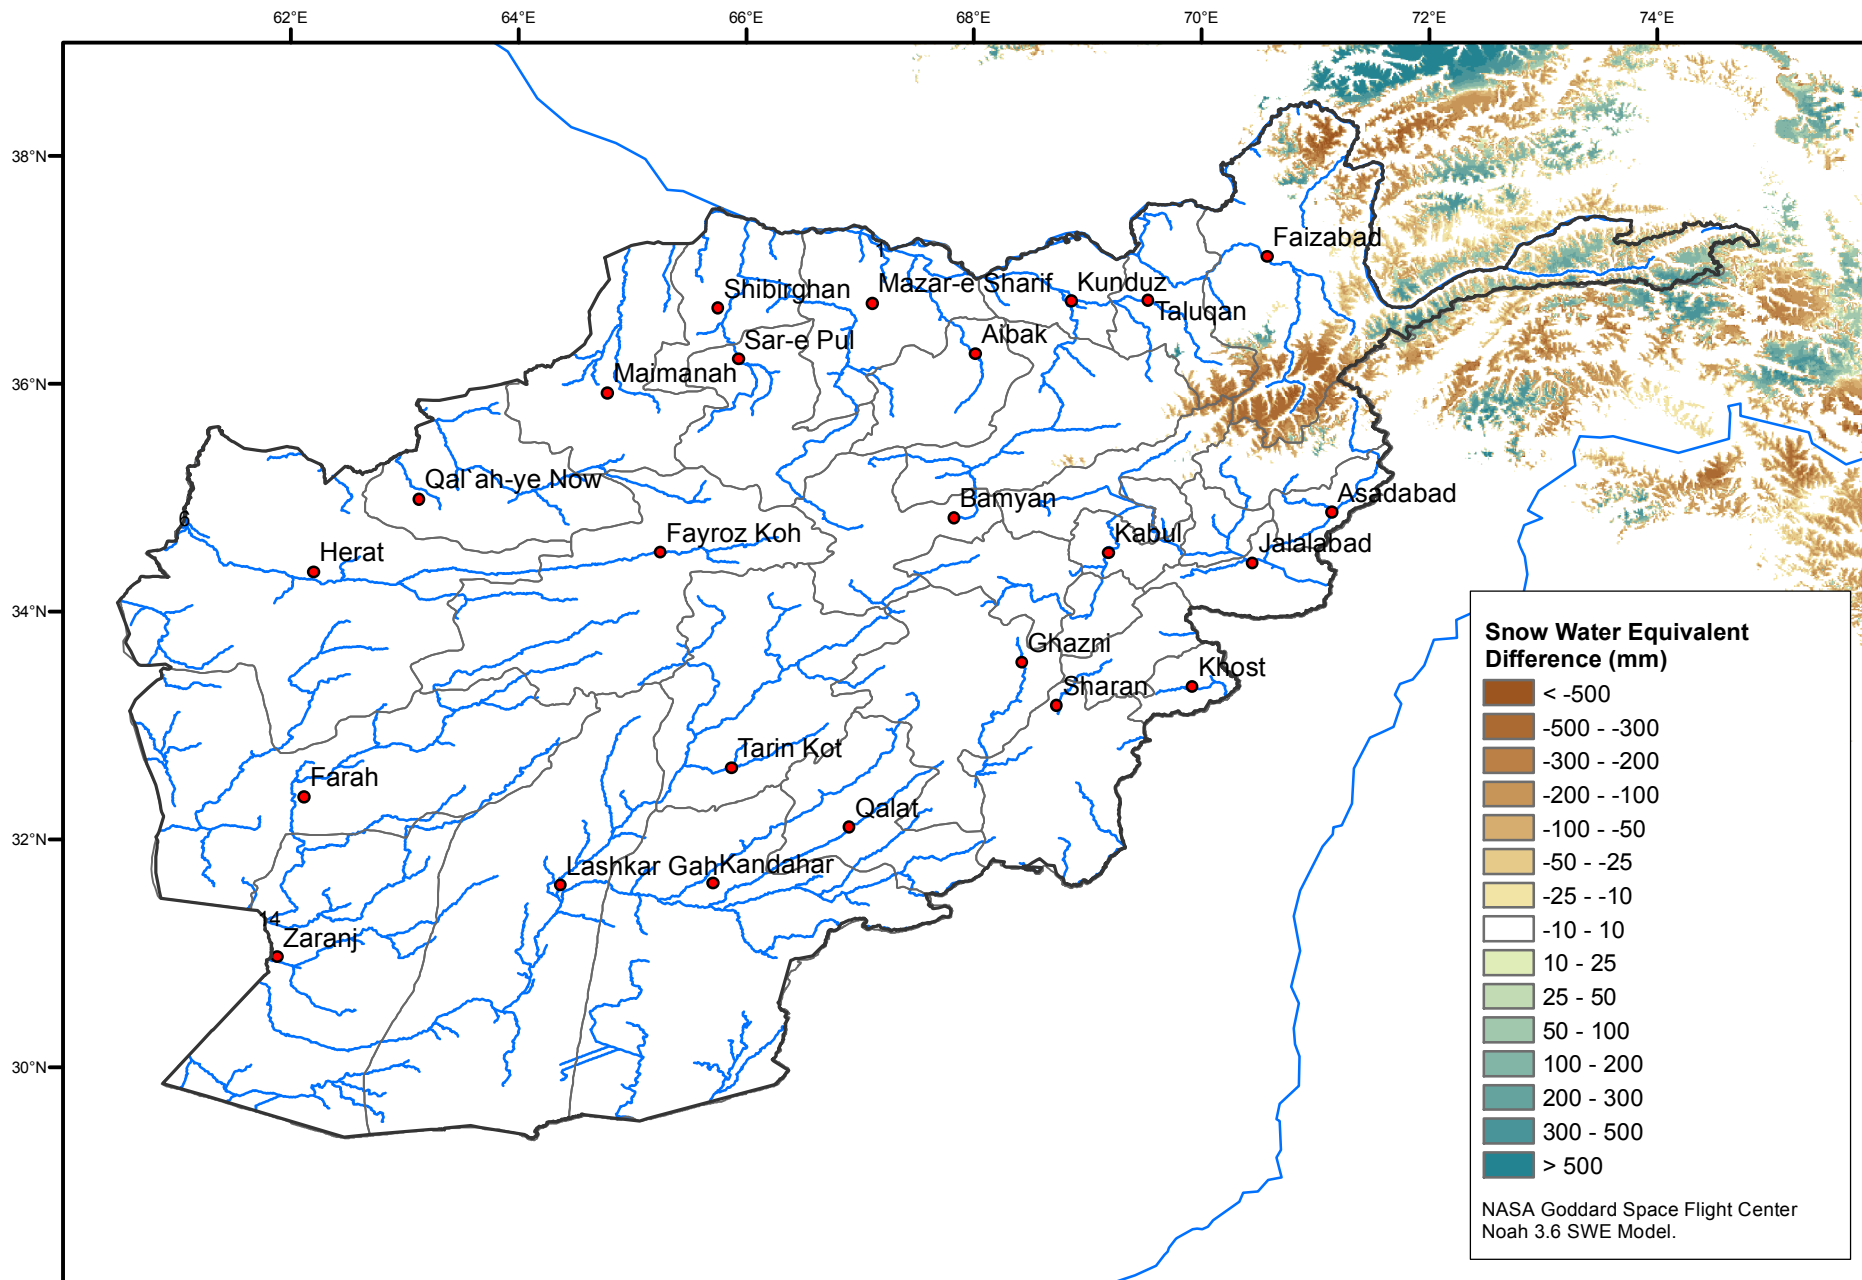 62°E 64°E 66°E 68°E 70°E 72°E 74°E
38°N
36°N
34°N
32°N
30°N
Faizabad
Shibirghan
Mazar-e Sharif
Kunduz
Taluqan
Sar-e Pul
Aibak
Maimanah
Qal ah-ye Now
Bamyan
Asadabad
6
Fayroz Koh
Kabul
Jalalabad
Herat
Ghazni
Khost
Sharan
Tarin Kot
Farah
Qalat
Lashkar Gah
Kandahar
14
Zaranj
Snow Water Equivalent
Difference (mm)
< -500
-500 - -300
-300 - -200
-200 - -100
-100 - -50
-50 - -25
-25 - -10
-10 - 10
10 - 25
25 - 50
50 - 100
100 - 200
200 - 300
300 - 500
> 500
NASA Goddard Space Flight Center
Noah 3.6 SWE Model.